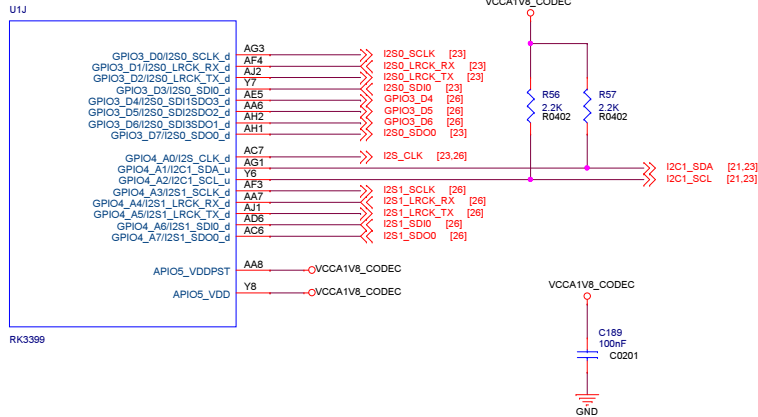 VCCA1V8_CODEC
U1J
GPIO3_D0/I2S0_SCLK_d AG3 I2S0_SCLK [23]
GPIO3_D1/I2S0_LRCK_RX_d AF4 I2S0_LRCK_RX [23]
GPIO3_D2/I2S0_LRCK_TX_d AJ2 I2S0_LRCK_TX [23]
GPIO3_D3/I2S0_SDI0_d Y7 I2S0_SDI0 [23]
GPIO3_D4/I2S0_SDI1SDO3_d AE5 GPIO3_D4 [26]
GPIO3_D5/I2S0_SDI2SDO2_d AA6 GPIO3_D5 [26]
GPIO3_D6/I2S0_SDI3SDO1_d AH2 GPIO3_D6 [26]
GPIO3_D7/I2S0_SDO0_d AH1 I2S0_SDO0 [23]
R56 R57
2.2K 2.2K
R0402 R0402
GPIO4_A0/I2S_CLK_d AC7 I2S_CLK [23,26]
GPIO4_A1/I2C1_SDA_u AG1 I2C1_SDA [21,23]
GPIO4_A2/I2C1_SCL_u Y6 I2C1_SCL [21,23]
GPIO4_A3/I2S1_SCLK_d AF3 I2S1_SCLK [26]
GPIO4_A4/I2S1_LRCK_RX_d AA7 I2S1_LRCK_RX [26]
GPIO4_A5/I2S1_LRCK_TX_d AJ1 I2S1_LRCK_TX [26]
GPIO4_A6/I2S1_SDI0_d AD6 I2S1_SDI0 [26]
GPIO4_A7/I2S1_SDO0_d AC6 I2S1_SDO0 [26]
APIO5_VDDPST AA8 VCCA1V8_CODEC
APIO5_VDD Y8 VCCA1V8_CODEC
RK3399
VCCA1V8_CODEC
C189
100nF
C0201
GND